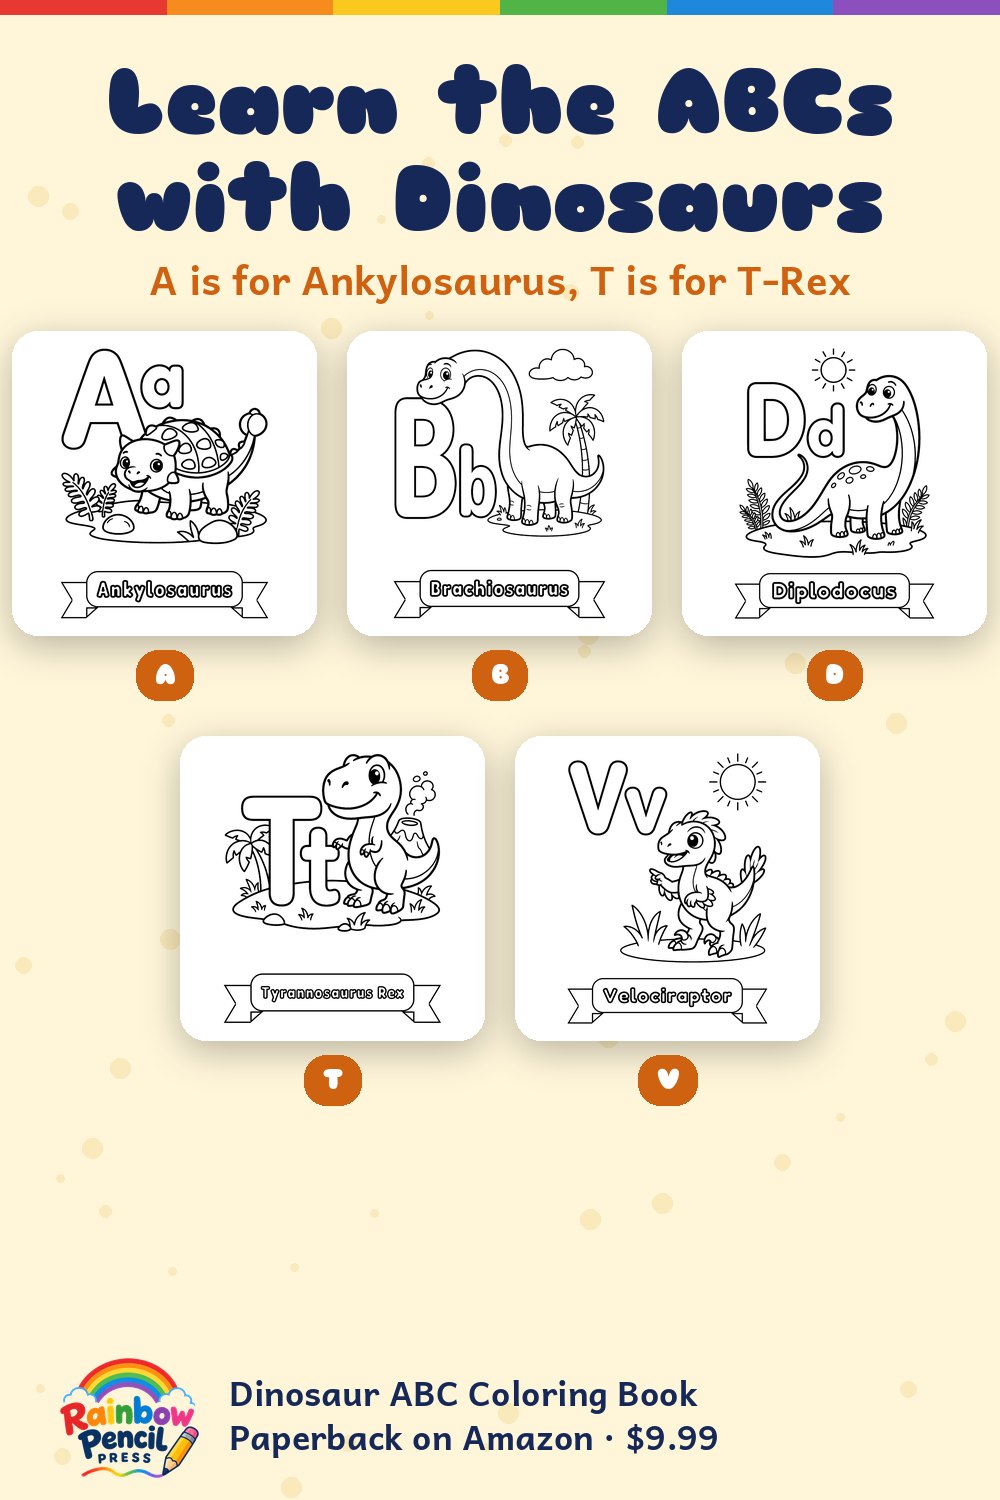 Learn the ABCs
with Dinosaurs
A is for Ankylosaurus, T is for T-Rex
Aa
Ankylosaurus
A
Bb
Brachiosaurus
B
Dd
Diplodocus
D
Tt
Tyrannosaurus Rex
T
Vv
Velociraptor
V
Rainbow
Pencil
PRESS
Dinosaur ABC Coloring Book
Paperback on Amazon · $9.99